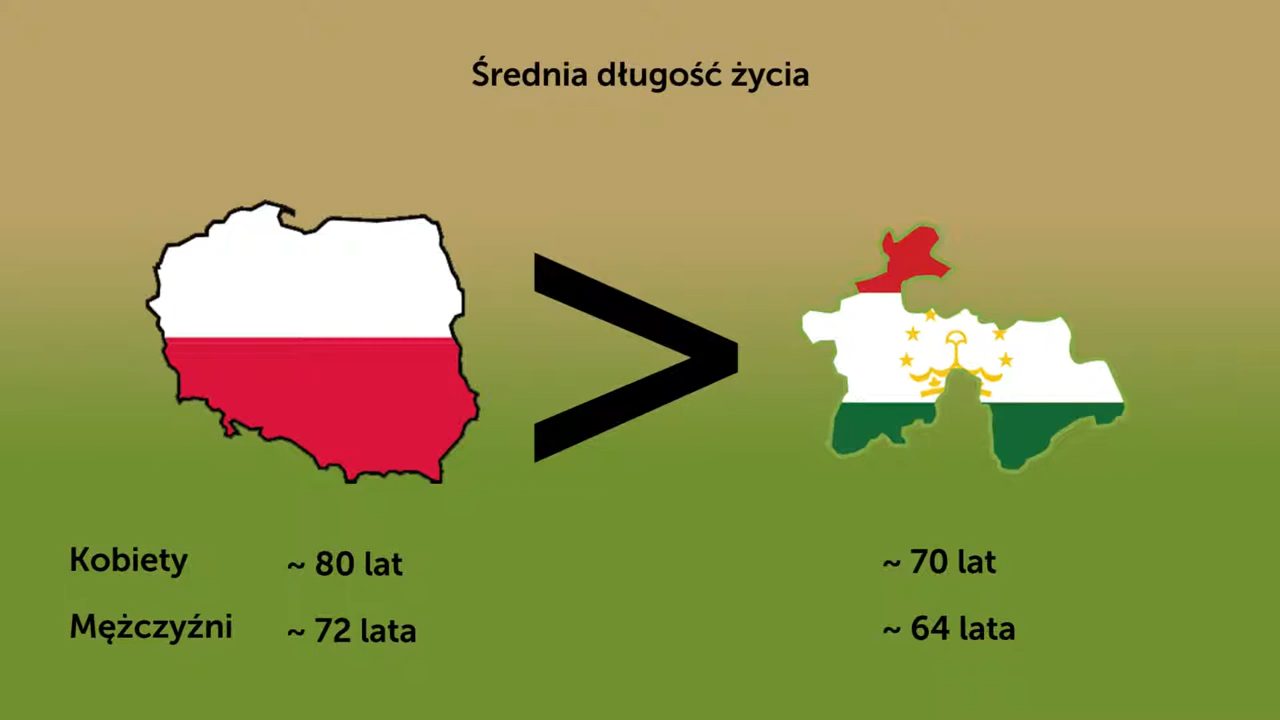 Średnia długość życia
>
Kobiety ~ 80 lat ~ 70 lat
Mężczyźni ~ 72 lata ~ 64 lata